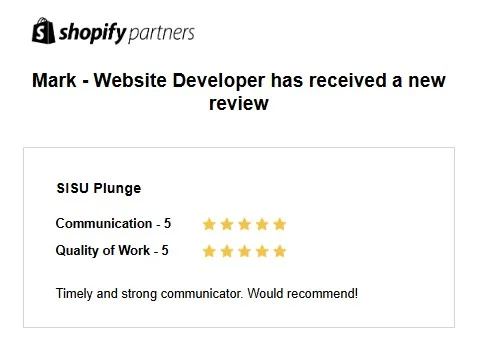 shopify partners
Mark - Website Developer has received a new
review
SISU Plunge
Communication - 5
Quality of Work - 5
Timely and strong communicator. Would recommend!